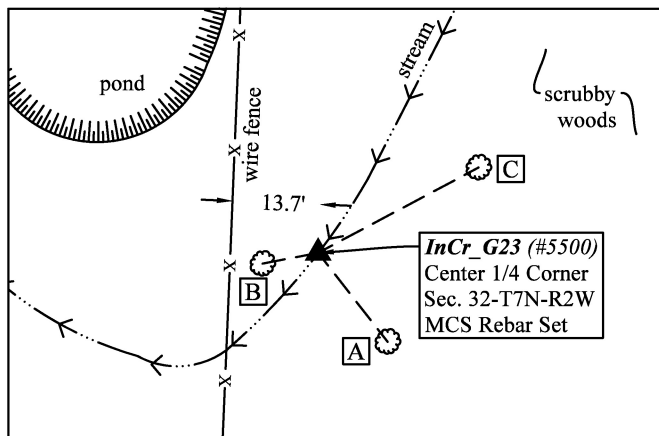 pond
wire fence
stream
scrubby
woods
C
13.7'
InCr_G23 (#5500)
Center 1/4 Corner
Sec. 32-T7N-R2W
MCS Rebar Set
B
A
X
X
X
X